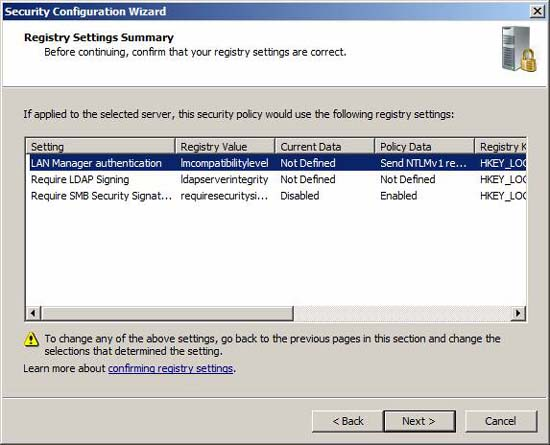 Security Configuration Wizard
Registry Settings Summary
Before continuing, confirm that your registry settings are correct.
If applied to the selected server, this security policy would use the following registry settings:
Setting Registry Value Current Data Policy Data Registry K
LAN Manager authentication lmcompatibilitylevel Not Defined Send NTLMv1 re... HKEY_LOC
Require LDAP Signing ldapserverintegrity Not Defined Not Defined HKEY_LOC
Require SMB Security Signat... requiresecuritysi... Disabled Enabled HKEY_LOC
To change any of the above settings, go back to the previous pages in this section and change the
selections that determined the setting.
Learn more about confirming registry settings.
< Back Next > Cancel